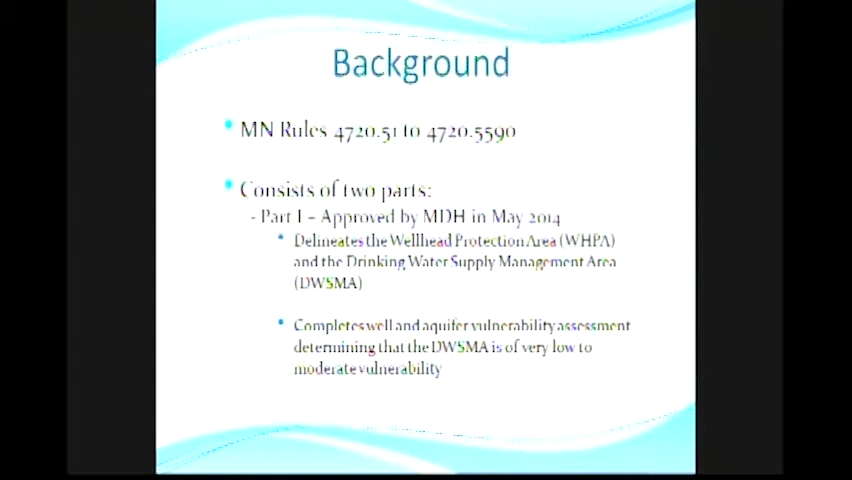 Background
• MN Rules 4720.51 to 4720.5590
• Consists of two parts:
- Part I – Approved by MDH in May 2014
• Delineates the Wellhead Protection Area (WHPA)
and the Drinking Water Supply Management Area
(DWSMA)
• Completes well and aquifer vulnerability assessment
determining that the DWSMA is of very low to
moderate vulnerability